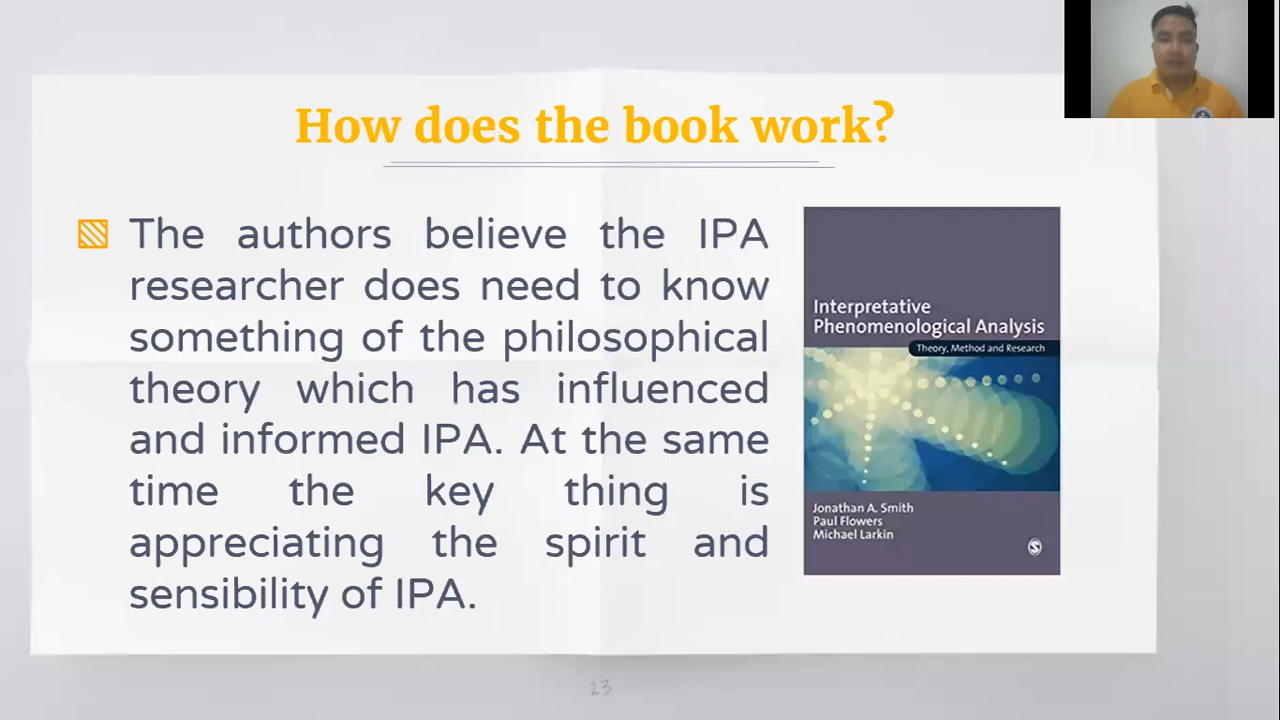 How does the book work?
The authors believe the IPA
researcher does need to know
something of the philosophical
theory which has influenced
and informed IPA. At the same
time the key thing is
appreciating the spirit and
sensibility of IPA.
Interpretative
Phenomenological Analysis
Theory, Method and Research
Jonathan A. Smith
Paul Flowers
Michael Larkin
S
23